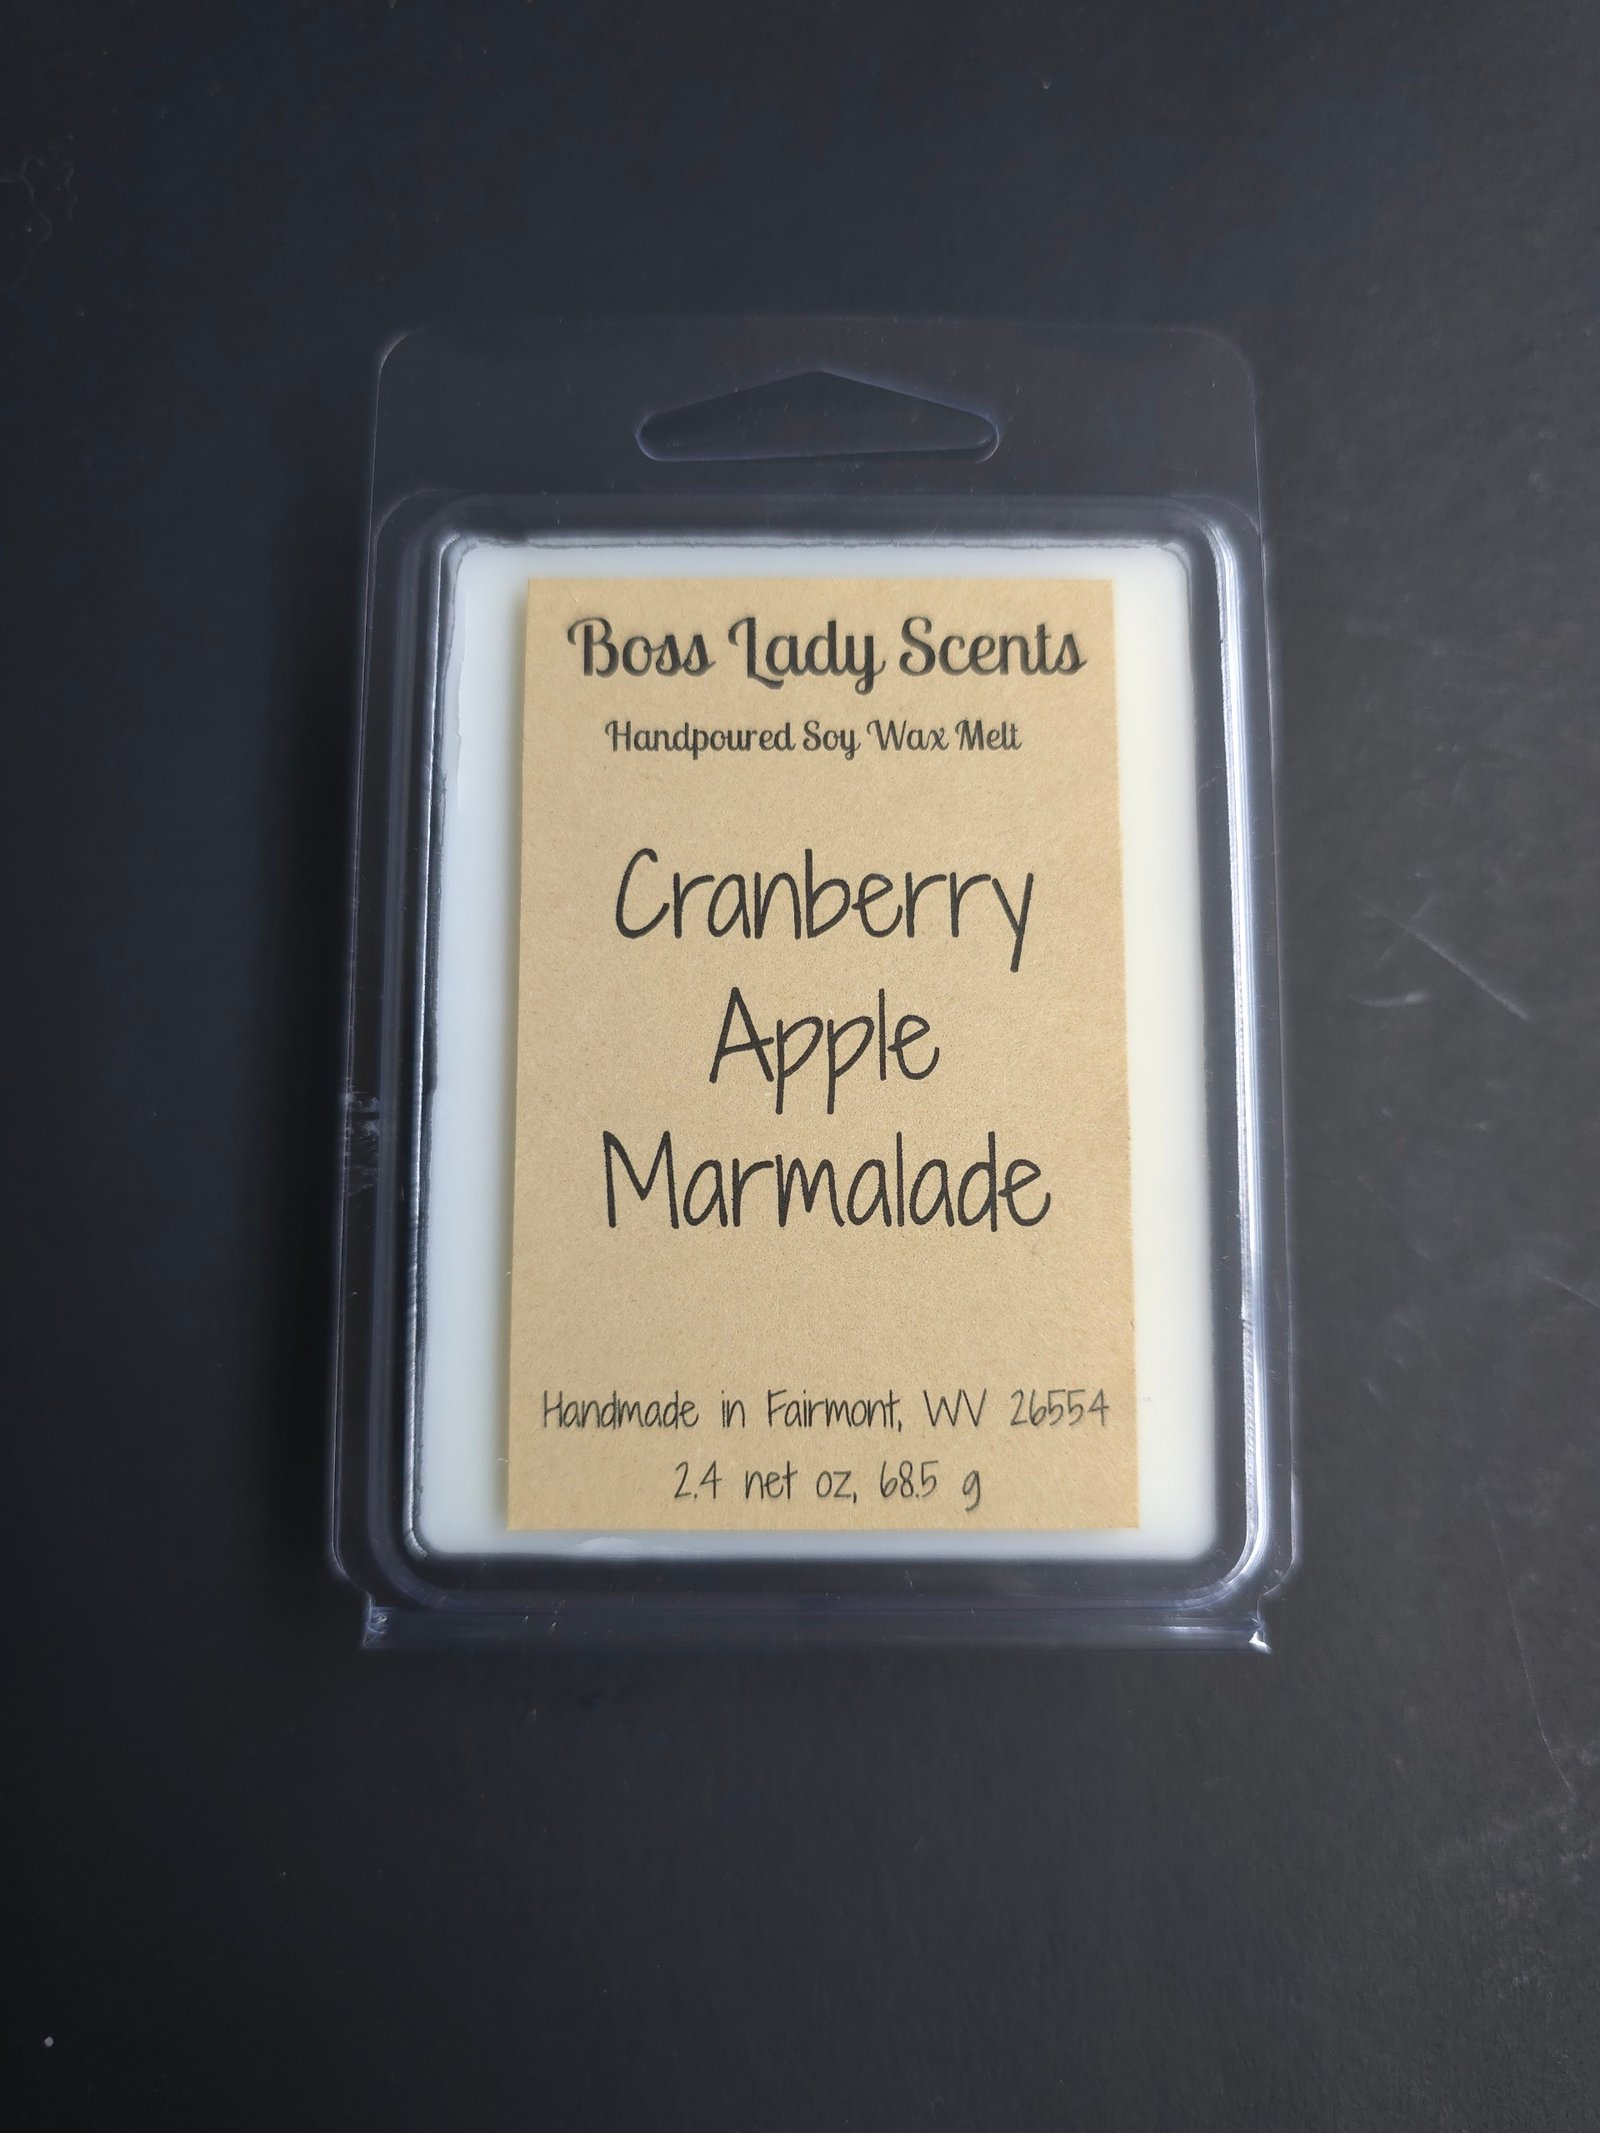 Boss Lady Scents
Handpoured Soy Wax Melt
Cranberry
Apple
Marmalade
Handmade in Fairmont, WV 26554
2.4 net oz, 68.5 g